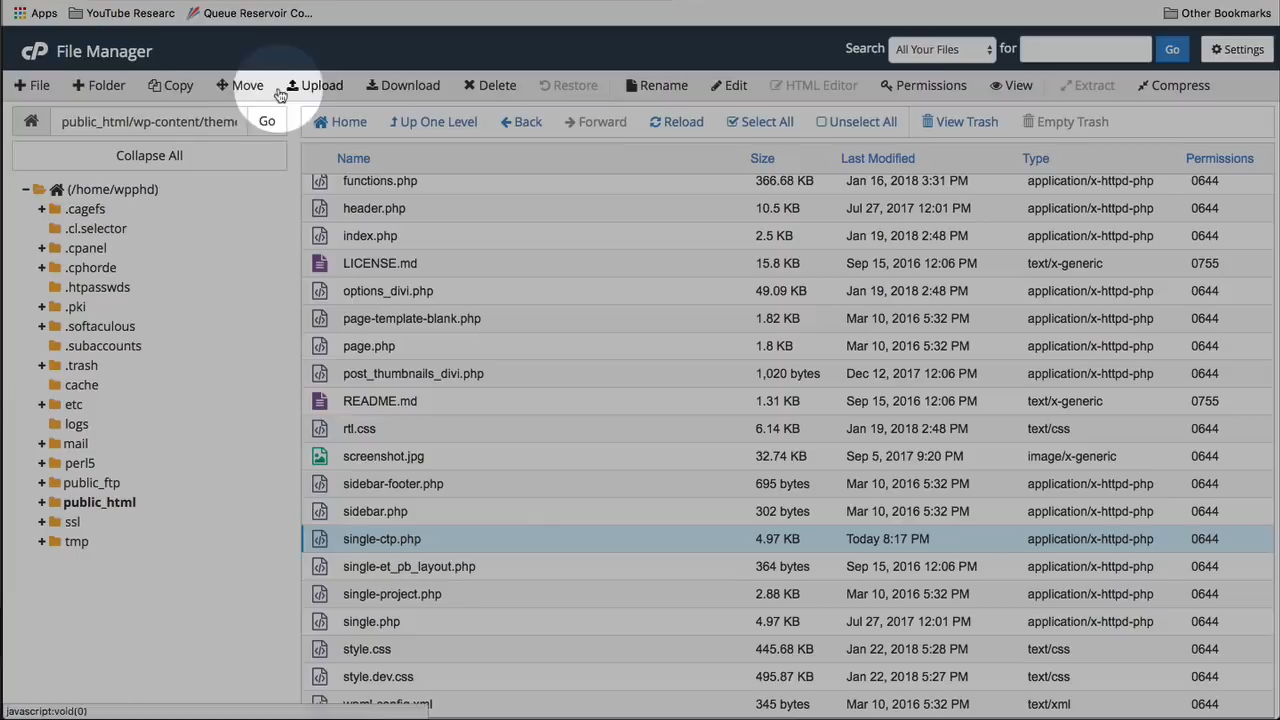 Apps YouTube Researc Queue Reservoir Co... Other Bookmarks
cP File Manager Search All Your Files for Go Settings
File Folder Copy Move Upload Download Delete Restore Rename Edit HTML Editor Permissions View Extract Compress
public_html/wp-content/them Go Home Up One Level Back Forward Reload Select All Unselect All View Trash Empty Trash
Collapse All
(/home/wpphd)
.cagefs
.cl.selector
.cpanel
.cphorde
.htpasswds
.pki
.softaculous
.subaccounts
.trash
cache
etc
logs
mail
perl5
public_ftp
public_html
ssl
tmp
Name Size Last Modified Type Permissions
functions.php 366.68 KB Jan 16, 2018 3:31 PM application/x-httpd-php 0644
header.php 10.5 KB Jul 27, 2017 12:01 PM application/x-httpd-php 0644
index.php 2.5 KB Jan 19, 2018 2:48 PM application/x-httpd-php 0644
LICENSE.md 15.8 KB Sep 15, 2016 12:06 PM text/x-generic 0755
options_divi.php 49.09 KB Jan 19, 2018 2:48 PM application/x-httpd-php 0644
page-template-blank.php 1.82 KB Mar 10, 2016 5:32 PM application/x-httpd-php 0644
page.php 1.8 KB Mar 10, 2016 5:32 PM application/x-httpd-php 0644
post_thumbnails_divi.php 1,020 bytes Dec 12, 2017 12:06 PM application/x-httpd-php 0644
README.md 1.31 KB Sep 15, 2016 12:06 PM text/x-generic 0755
rtl.css 6.14 KB Jan 19, 2018 2:48 PM text/css 0644
screenshot.jpg 32.74 KB Sep 5, 2017 9:20 PM image/x-generic 0644
sidebar-footer.php 695 bytes Mar 10, 2016 5:32 PM application/x-httpd-php 0644
sidebar.php 302 bytes Mar 10, 2016 5:32 PM application/x-httpd-php 0644
single-ctp.php 4.97 KB Today 8:17 PM application/x-httpd-php 0644
single-et_pb_layout.php 364 bytes Sep 15, 2016 12:06 PM application/x-httpd-php 0644
single-project.php 2.88 KB Mar 10, 2016 5:32 PM application/x-httpd-php 0644
single.php 4.97 KB Jul 27, 2017 12:01 PM application/x-httpd-php 0644
style.css 445.68 KB Jan 22, 2018 5:28 PM text/css 0644
style.dev.css 495.87 KB Jan 22, 2018 5:27 PM text/css 0644
wpml-config.xml 345 bytes Mar 10, 2016 5:32 PM text/xml 0644
javascript:void(0)